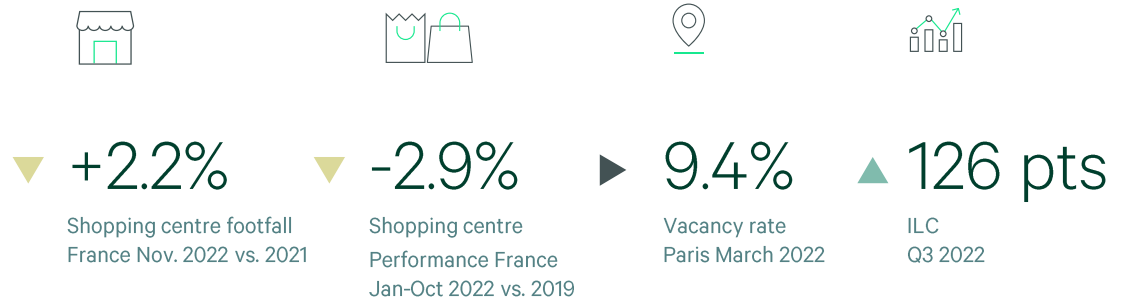 +2.2%
Shopping centre footfall
France Nov. 2022 vs. 2021
-2.9%
Shopping centre
Performance France
Jan-Oct 2022 vs. 2019
9.4%
Vacancy rate
Paris March 2022
126 pts
ILC
Q3 2022